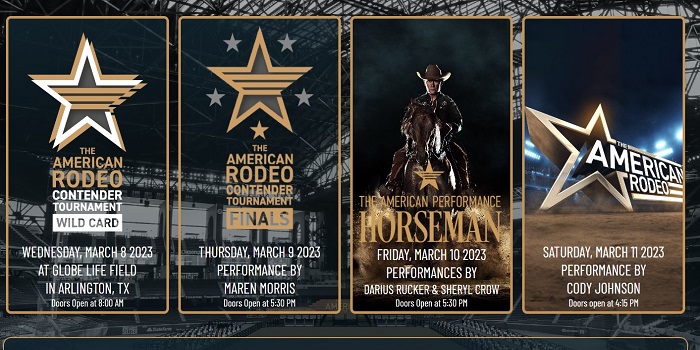 THE
AMERICAN
RODEO
CONTENDER
TOURNAMENT
WILD CARD
WEDNESDAY, MARCH 8 2023
AT GLOBE LIFE FIELD
IN ARLINGTON, TX
Doors Open at 8:00 AM
THE
AMERICAN
RODEO
CONTENDER
TOURNAMENT
FINALS
THURSDAY, MARCH 9 2023
PERFORMANCE BY
MAREN MORRIS
Doors Open at 5:30 PM
THE AMERICAN PERFORMANCE
HORSEMAN
FRIDAY, MARCH 10 2023
PERFORMANCES BY
DARIUS RUCKER & SHERYL CROW
Doors Open at 5:30 PM
THE
AMERICAN
RODEO
SATURDAY, MARCH 11 2023
PERFORMANCE BY
CODY JOHNSON
Doors open at 4:15 PM